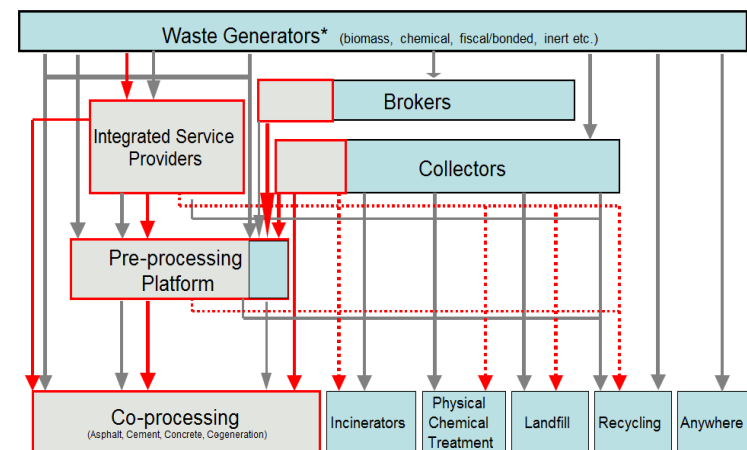 Waste Generators* (biomass, chemical, fiscal/bonded, inert etc.)
Brokers
Integrated Service
Providers
Collectors
Pre-processing
Platform
Co-processing
(Asphalt, Cement, Concrete, Cogeneration)
Incinerators
Physical
Chemical
Treatment
Landfill
Recycling
Anywhere